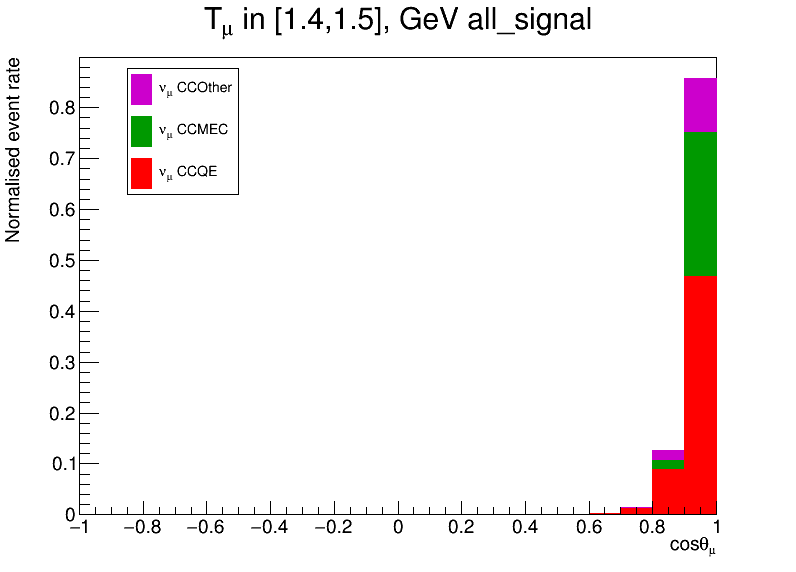 Tμ in [1.4,1.5], GeV all_signal
Normalised event rate
νμ CCOther
νμ CCMEC
νμ CCQE
0.8
0.7
0.6
0.5
0.4
0.3
0.2
0.1
0
−1 −0.8 −0.6 −0.4 −0.2 0 0.2 0.4 0.6 0.8 1
cosθμ